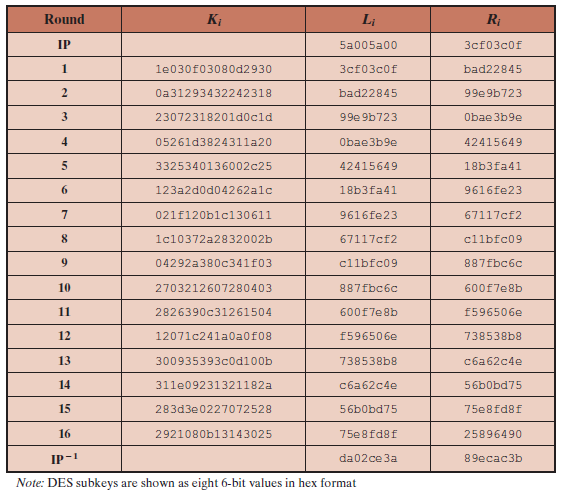 Round Ki Li Ri
IP 5a005a00 3cf03c0f
1 1e030f03080d2930 3cf03c0f bad22845
2 0a31293432242318 bad22845 99e9b723
3 23072318201d0c1d 99e9b723 0bae3b9e
4 05261d3824311a20 0bae3b9e 42415649
5 3325340136002c25 42415649 18b3fa41
6 123a2d0d04262a1c 18b3fa41 9616fe23
7 021f120b1c130611 9616fe23 67117cf2
8 1c10372a2832002b 67117cf2 c11bfc09
9 04292a380c341f03 c11bfc09 887fbc6c
10 2703212607280403 887fbc6c 600f7e8b
11 2826390c31261504 600f7e8b f596506e
12 12071c241a0a0f08 f596506e 738538b8
13 300935393c0d100b 738538b8 c6a62c4e
14 311e09231321182a c6a62c4e 56b0bd75
15 283d3e0227072528 56b0bd75 75e8fd8f
16 2921080b13143025 75e8fd8f 25896490
IP−1 da02ce3a 89ecac3b
Note: DES subkeys are shown as eight 6-bit values in hex format